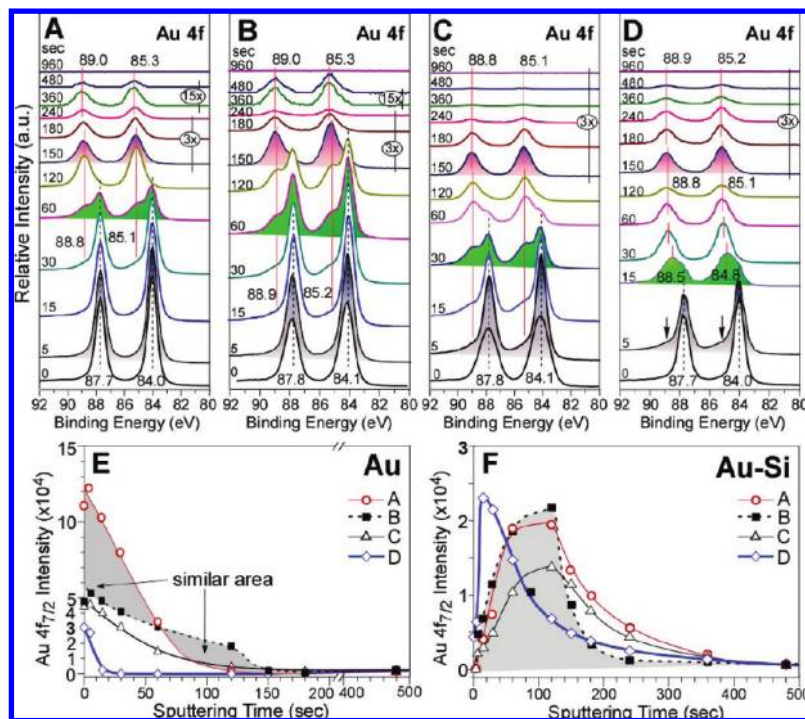 A Au 4f
sec
89.0 85.3
960
480
360
15x
240
180
3x
150
120
60
88.8 85.1
30
15
5
0
87.7 84.0
92 90 88 86 84 82 80
Binding Energy (eV)
Relative Intensity (a.u.)
B Au 4f
sec
89.0 85.3
960
480
360
15x
240
180
3x
150
120
60
30
88.9 85.2
15
5
0
87.8 84.1
92 90 88 86 84 82 80
Binding Energy (eV)
C Au 4f
sec
88.8 85.1
960
480
360
240
3x
180
150
120
60
30
15
5
0
87.8 84.1
92 90 88 86 84 82 80
Binding Energy (eV)
D Au 4f
sec
88.9 85.2
960
480
360
240
3x
180
150
120
88.8 85.1
60
30
15
88.5 84.8
5
0
87.7 84.0
92 90 88 86 84 82 80
Binding Energy (eV)
E Au
15
10
5
4
3
2
1
0
Au 4f7/2 Intensity (x10⁴)
A
B
C
D
similar area
0 60 120 200 400 500
Sputtering Time (sec)
F Au-Si
3
2
1
0
Au 4f7/2 Intensity (x10⁴)
A
B
C
D
0 100 200 300 400 500
Sputtering Time (sec)